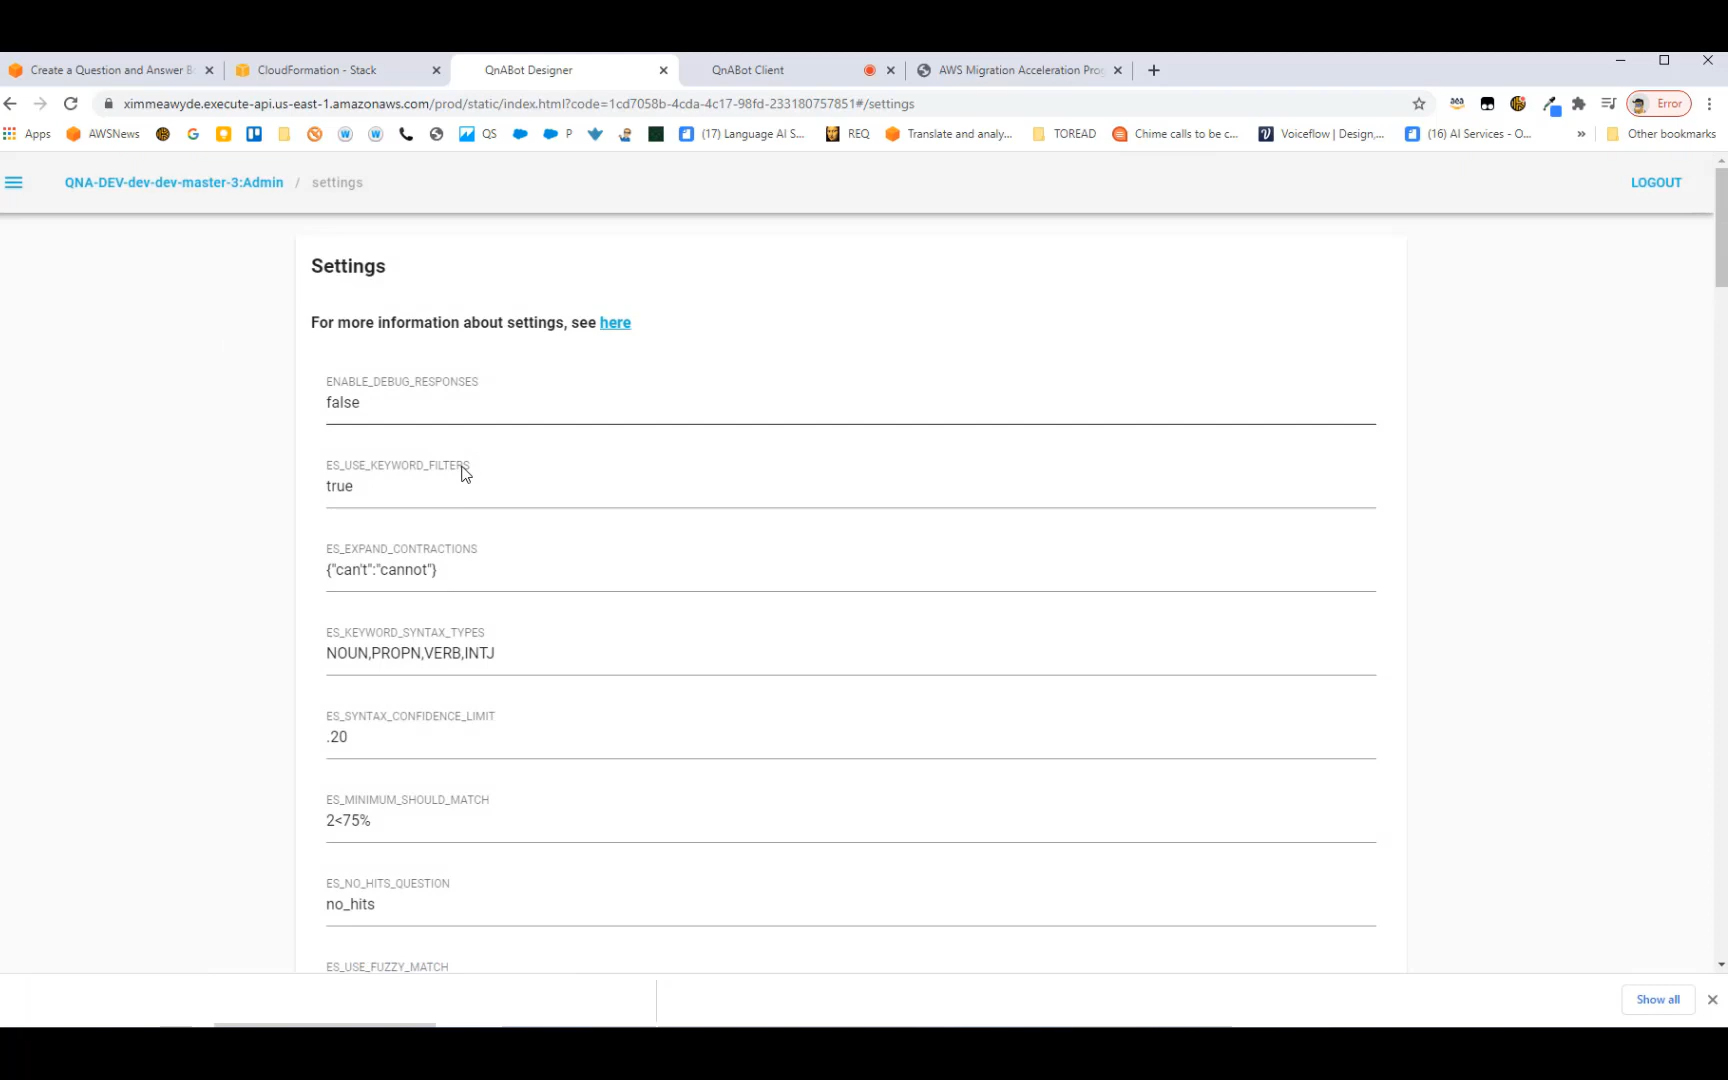 Create a Question and Answer B
CloudFormation - Stack
QnABot Designer
QnABot Client
AWS Migration Acceleration Prog
ximmeawyde.execute-api.us-east-1.amazonaws.com/prod/static/index.html?code=1cd7058b-4cda-4c17-98fd-233180757851#/settings
Error
Apps
AWSNews
QS
P
(17) Language AI S...
REQ
Translate and analy...
TOREAD
Chime calls to be c...
Voiceflow | Design,...
(16) AI Services - O...
»
Other bookmarks
QNA-DEV-dev-dev-master-3:Admin / settings
LOGOUT
Settings
For more information about settings, see here
ENABLE_DEBUG_RESPONSES
false
ES_USE_KEYWORD_FILTERS
true
ES_EXPAND_CONTRACTIONS
{"can't":"cannot"}
ES_KEYWORD_SYNTAX_TYPES
NOUN,PROPN,VERB,INTJ
ES_SYNTAX_CONFIDENCE_LIMIT
.20
ES_MINIMUM_SHOULD_MATCH
2<75%
ES_NO_HITS_QUESTION
no_hits
ES_USE_FUZZY_MATCH
Show all